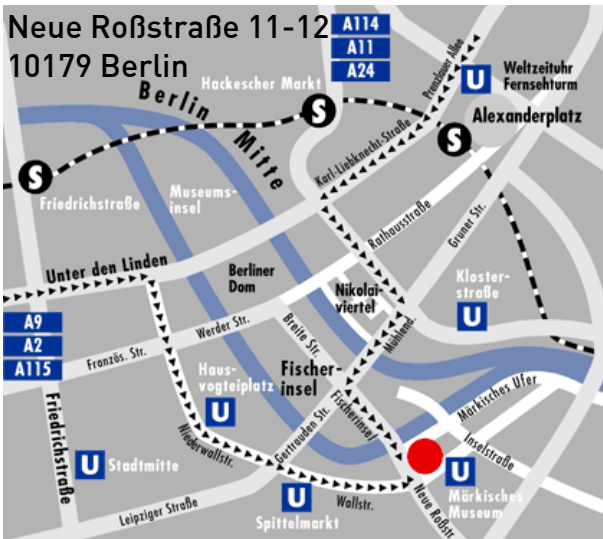 Neue Roßstraße 11-12
10179 Berlin
A114
A11
A24
Prenzlauer Allee
U
Weltzeituhr
Fernsehturm
Hackescher Markt
S
Alexanderplatz
S
Berlin
Mitte
Karl-Liebknecht-Straße
S
Friedrichstraße
Museums-
insel
Rathausstraße
Gruner Str.
Unter den Linden
Berliner
Dom
Nikolai-
viertel
Kloster-
straße
U
A9
A2
A115
Werder Str.
Breite Str.
Mühlend.
Französ. Str.
Haus-
vogteiplatz
U
Fischer-
insel
Fischerinsel
Märkisches Ufer
Friedrichstraße
Niederwallstr.
Gertrauden Str.
Inselstraße
U
Stadtmitte
U
Märkisches
Museum
Leipziger Straße
U
Spittelmarkt
Wallstr.
Neue Roßstr.